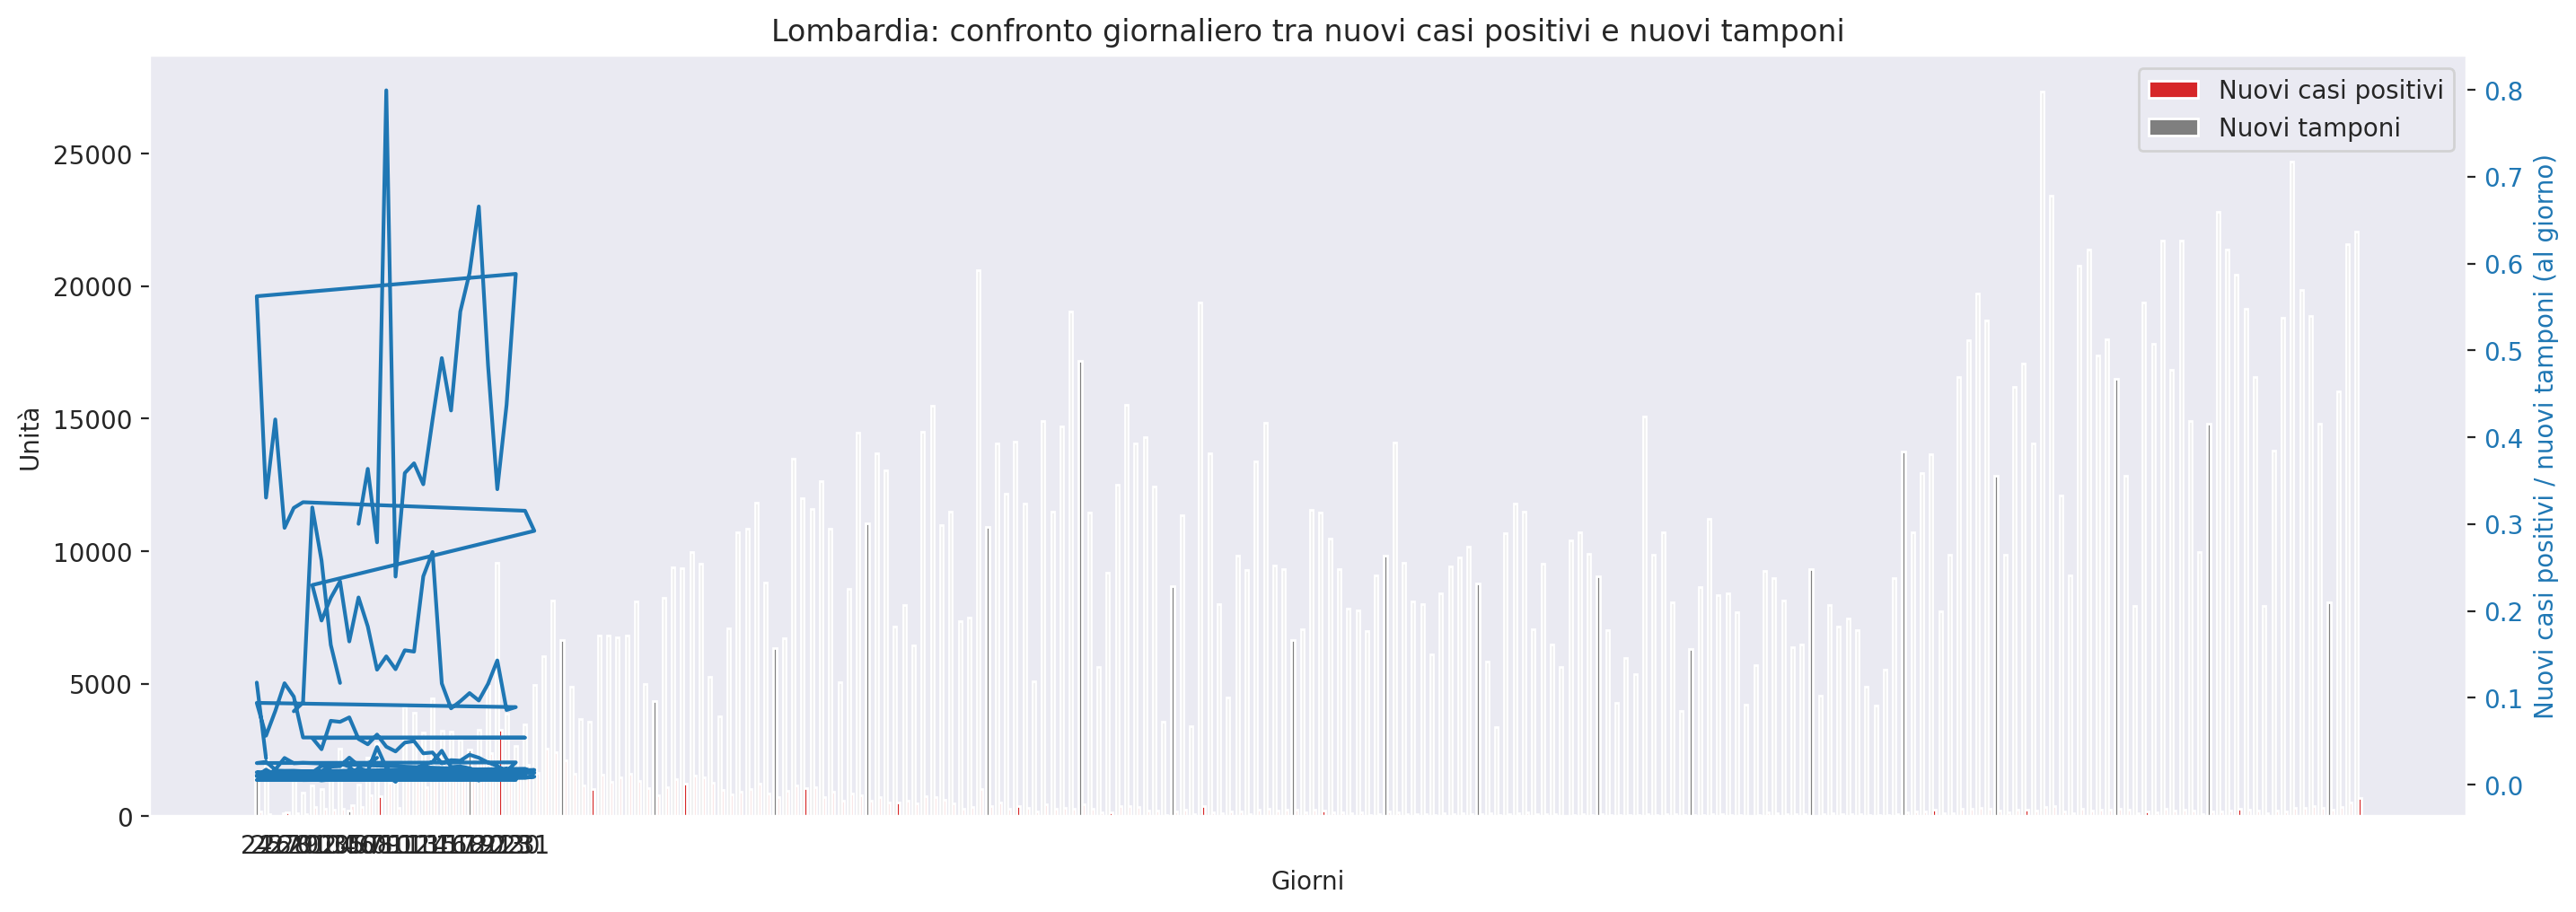 Lombardia: confronto giornaliero tra nuovi casi positivi e nuovi tamponi
Nuovi casi positivi
Nuovi tamponi
Unità
25000
20000
15000
10000
5000
0
0.8
0.7
0.6
0.5
0.4
0.3
0.2
0.1
0.0
Nuovi casi positivi / nuovi tamponi (al giorno)
Giorni